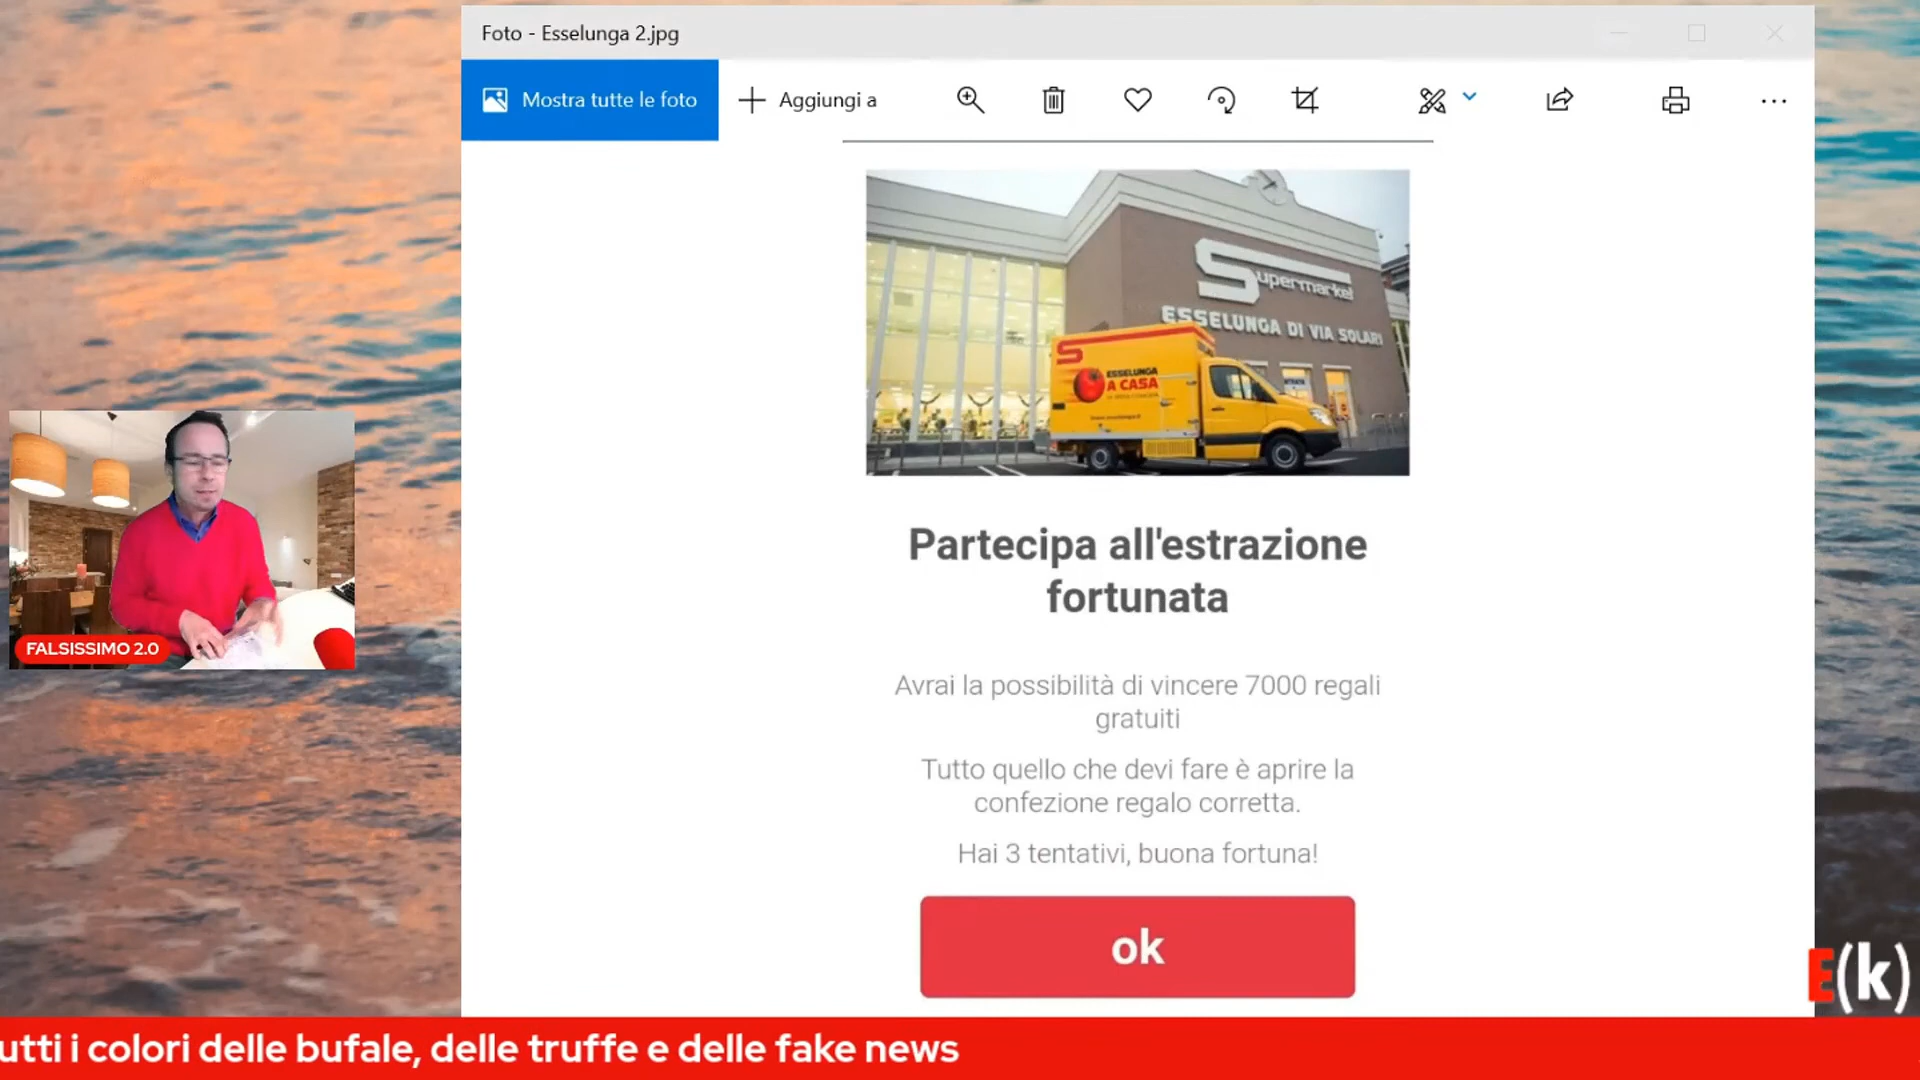 Foto - Esselunga 2.jpg
Mostra tutte le foto
Aggiungi a
Supermarket
ESSELUNGA DI VIA SOLARI
ESSELUNGA
A CASA
Partecipa all'estrazione
fortunata
Avrai la possibilità di vincere 7000 regali
gratuiti
Tutto quello che devi fare è aprire la
confezione regalo corretta.
Hai 3 tentativi, buona fortuna!
ok
FALSISSIMO 2.0
E(k)
utti i colori delle bufale, delle truffe e delle fake news